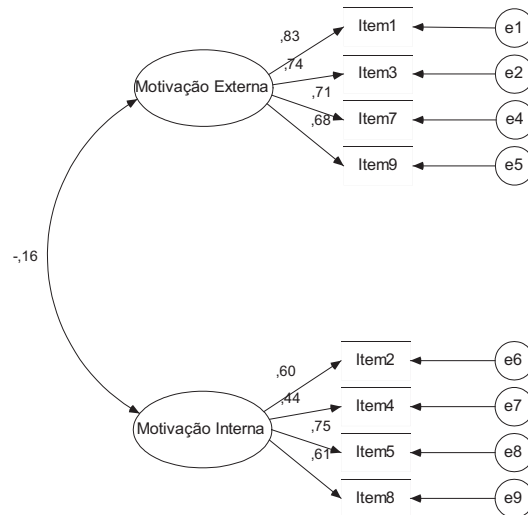 ,83
Item1
e1
,74
Item3
e2
Motivação Externa
,71
Item7
e4
,68
Item9
e5
-,16
,60
Item2
e6
,44
Item4
e7
Motivação Interna
,75
Item5
e8
,61
Item8
e9